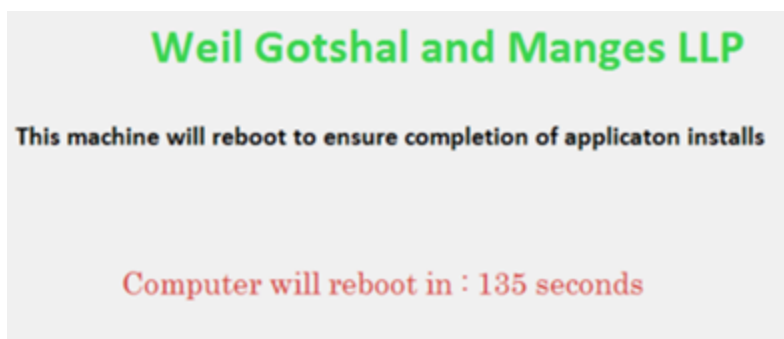 Weil Gotshal and Manges LLP
This machine will reboot to ensure completion of applicaton installs
Computer will reboot in : 135 seconds